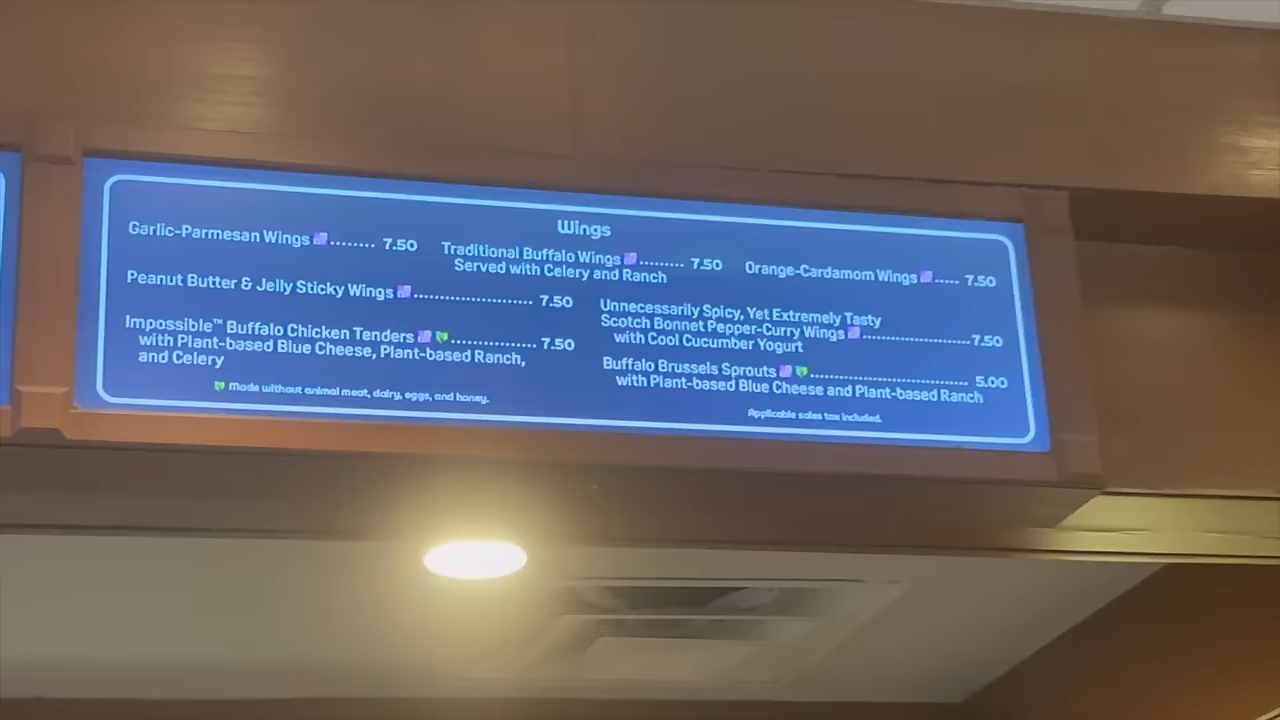 Wings
Garlic-Parmesan Wings ........ 7.50
Traditional Buffalo Wings ......... 7.50
Served with Celery and Ranch
Orange-Cardamom Wings ..... 7.50
Peanut Butter & Jelly Sticky Wings ............................ 7.50
Unnecessarily Spicy, Yet Extremely Tasty
Scotch Bonnet Pepper-Curry Wings .........................7.50
with Cool Cucumber Yogurt
Impossible™ Buffalo Chicken Tenders .................... 7.50
with Plant-based Blue Cheese, Plant-based Ranch,
and Celery
Buffalo Brussels Sprouts ..................................... 5.00
with Plant-based Blue Cheese and Plant-based Ranch
Made without animal meat, dairy, eggs, and honey.
Applicable sales tax included.